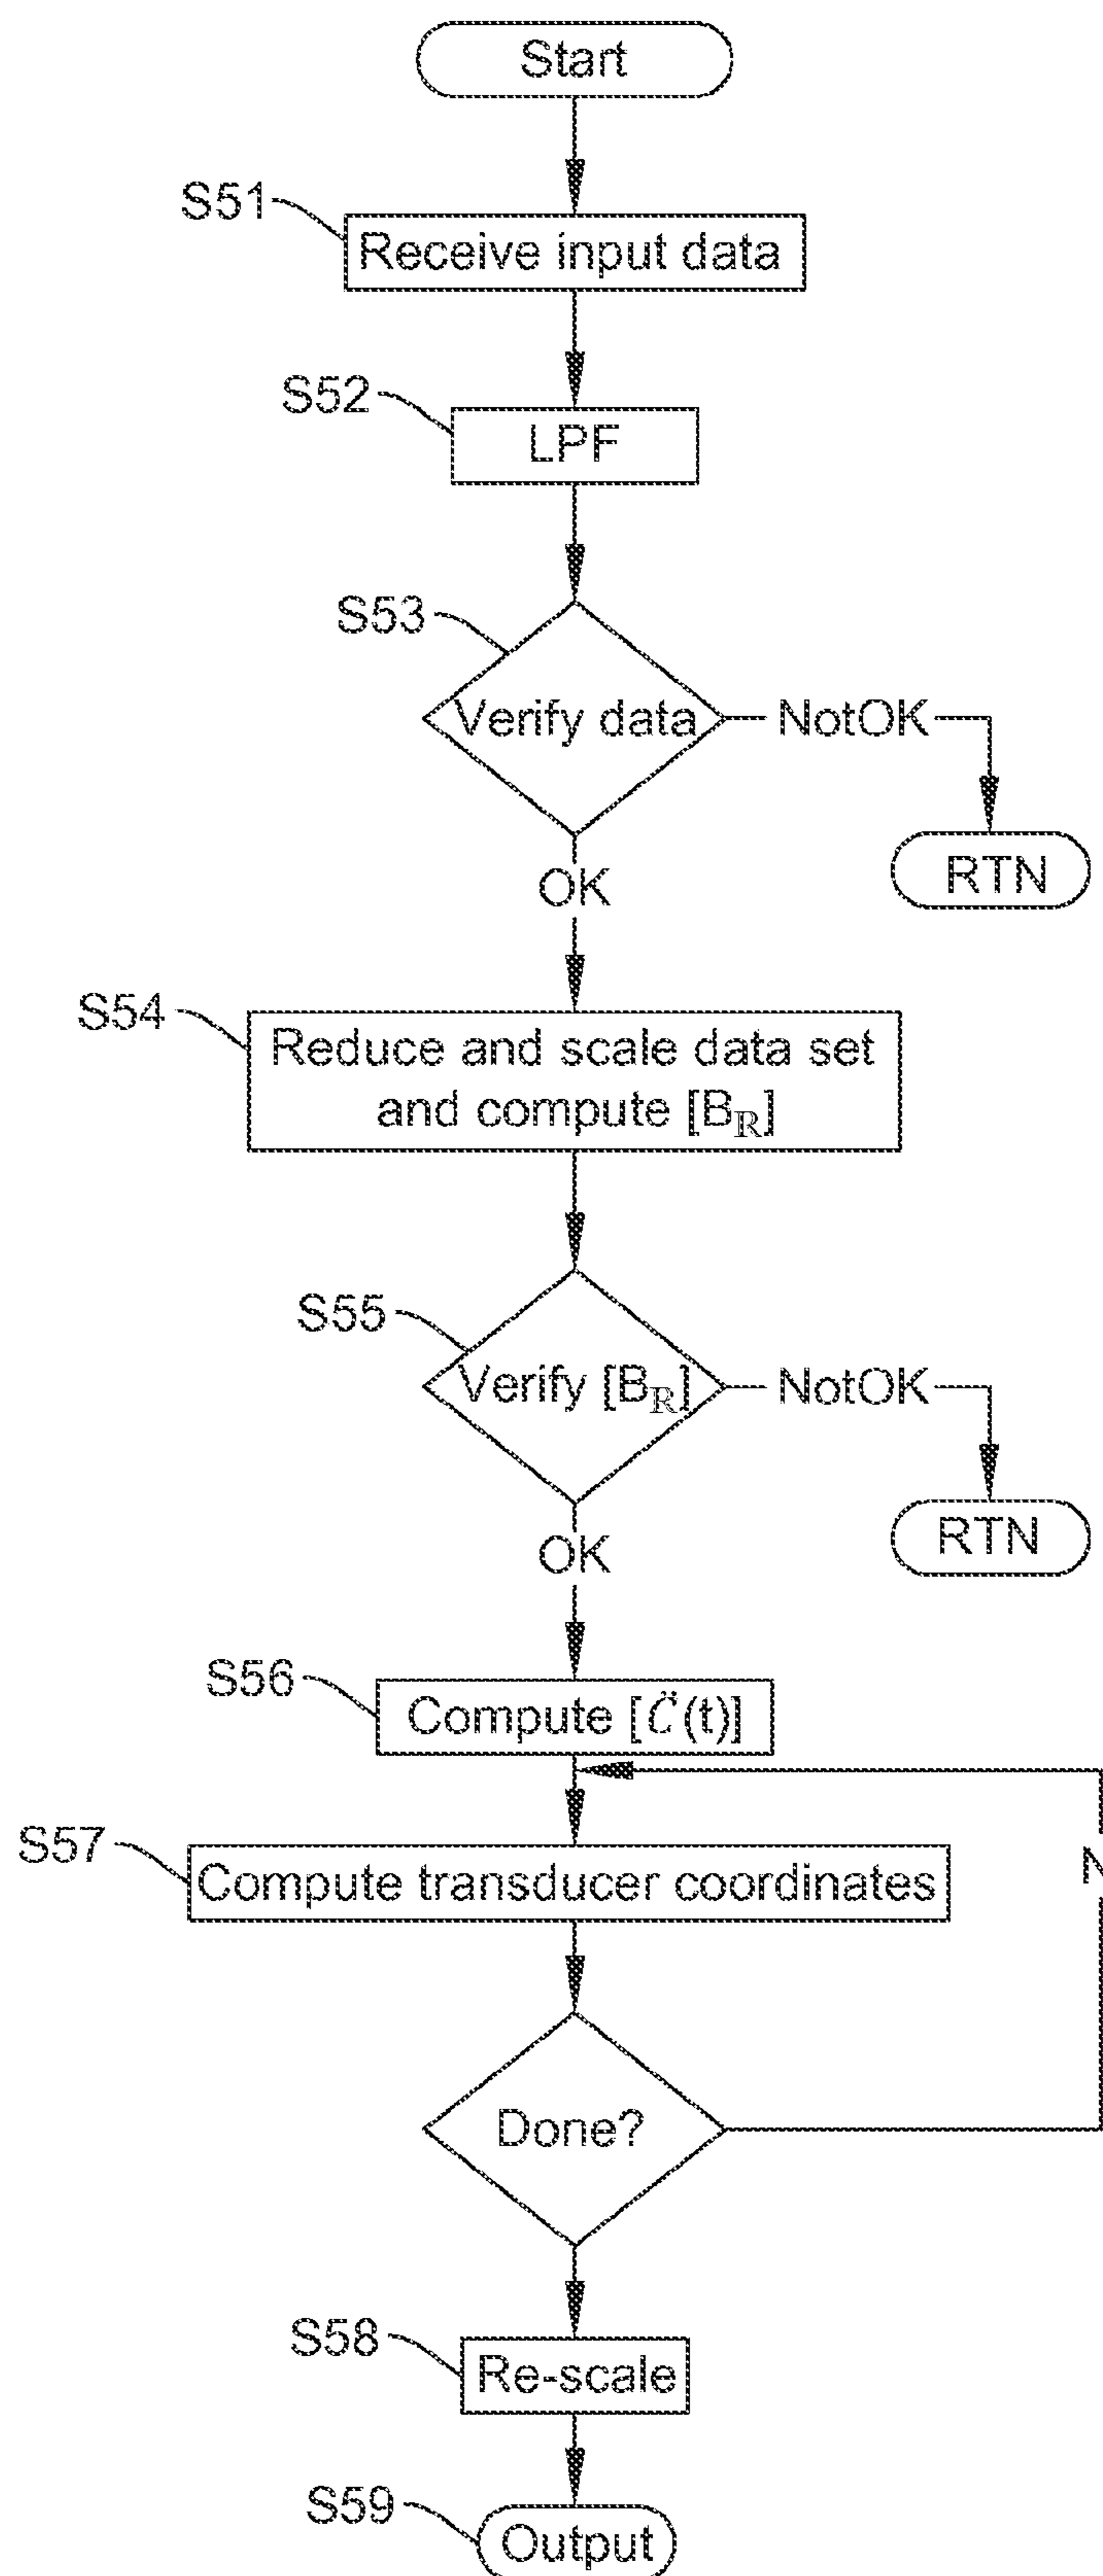 Start
S51
Receive input data
S52
LPF
S53
Verify data
NotOK
RTN
OK
S54
Reduce and scale data set
and compute [Bℝ]
S55
Verify [Bℝ]
NotOK
RTN
OK
S56
Compute [C̈(t)]
S57
Compute transducer coordinates
N
Done?
S58
Re-scale
S59
Output